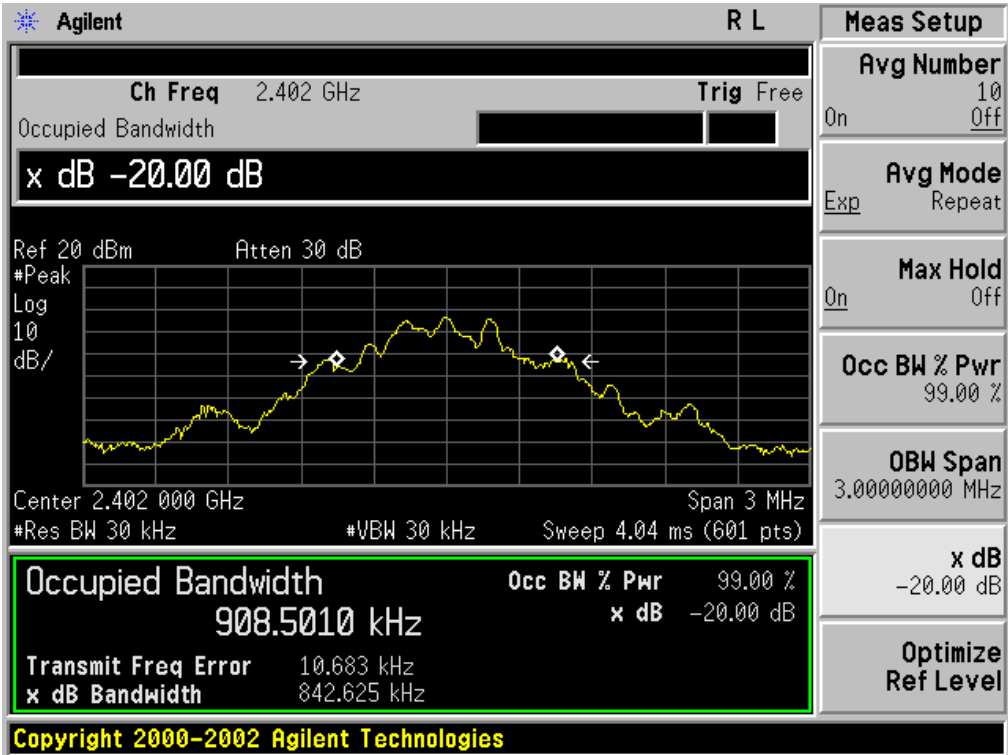 Agilent R L Meas Setup
Ch Freq 2.402 GHz Trig Free
Occupied Bandwidth
x dB -20.00 dB
Ref 20 dBm Atten 30 dB
#Peak
Log
10
dB/
Center 2.402 000 GHz Span 3 MHz
#Res BW 30 kHz #VBW 30 kHz Sweep 4.04 ms (601 pts)
Occupied Bandwidth Occ BW % Pwr 99.00 %
908.5010 kHz x dB -20.00 dB
Transmit Freq Error 10.683 kHz
x dB Bandwidth 842.625 kHz
Avg Number
10
On Off
Avg Mode
Exp Repeat
Max Hold
On Off
Occ BW % Pwr
99.00 %
OBW Span
3.00000000 MHz
x dB
-20.00 dB
Optimize
Ref Level
Copyright 2000-2002 Agilent Technologies